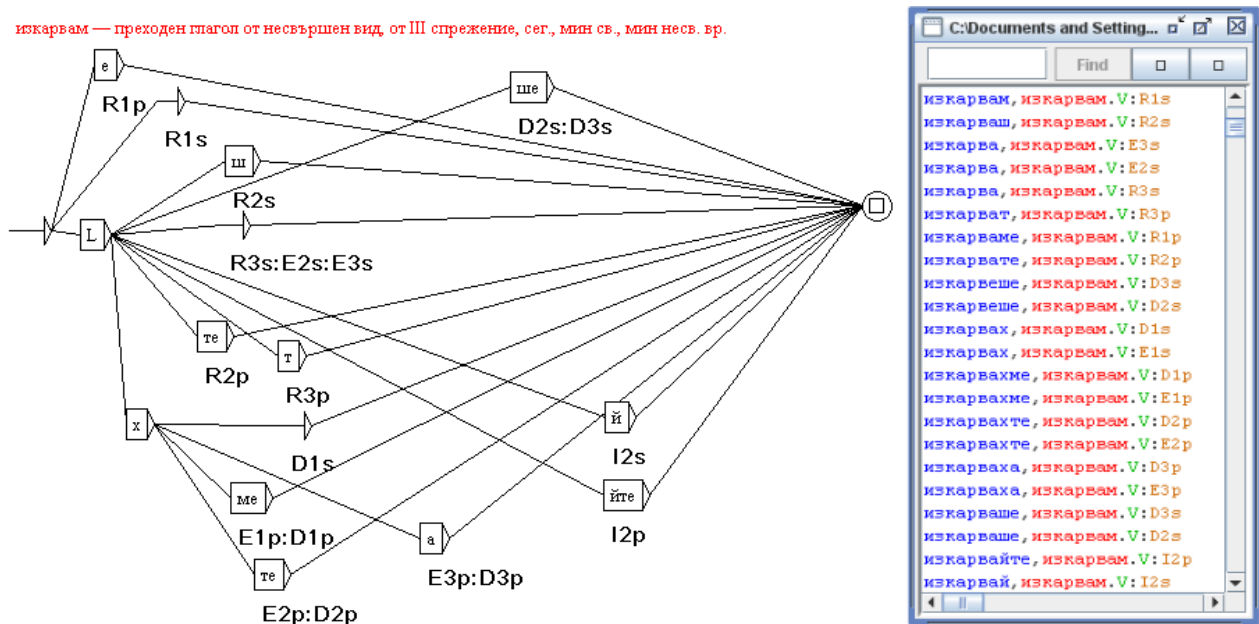 изкарвам — преходен глагол от несвършен вид, от III спрежение, сег., мин св., мин несв. вр.
е
R1p
R1s
ше
D2s:D3s
ш
R2s
L
R3s:E2s:E3s
те
R2p
т
R3p
х
D1s
й
I2s
ме
E1p:D1p
йте
I2p
а
E3p:D3p
те
E2p:D2p
C:\Documents and Setting...
Find
изкарвам,изкарвам.V:R1s
изкарваш,изкарвам.V:R2s
изкарва,изкарвам.V:E3s
изкарва,изкарвам.V:E2s
изкарва,изкарвам.V:R3s
изкарват,изкарвам.V:R3p
изкарваме,изкарвам.V:R1p
изкарвате,изкарвам.V:R2p
изкарвеше,изкарвам.V:D3s
изкарвеше,изкарвам.V:D2s
изкарвах,изкарвам.V:D1s
изкарвах,изкарвам.V:E1s
изкарвахме,изкарвам.V:D1p
изкарвахме,изкарвам.V:E1p
изкарвахте,изкарвам.V:D2p
изкарвахте,изкарвам.V:E2p
изкарваха,изкарвам.V:D3p
изкарваха,изкарвам.V:E3p
изкарваше,изкарвам.V:D3s
изкарваше,изкарвам.V:D2s
изкарвайте,изкарвам.V:I2p
изкарвай,изкарвам.V:I2s